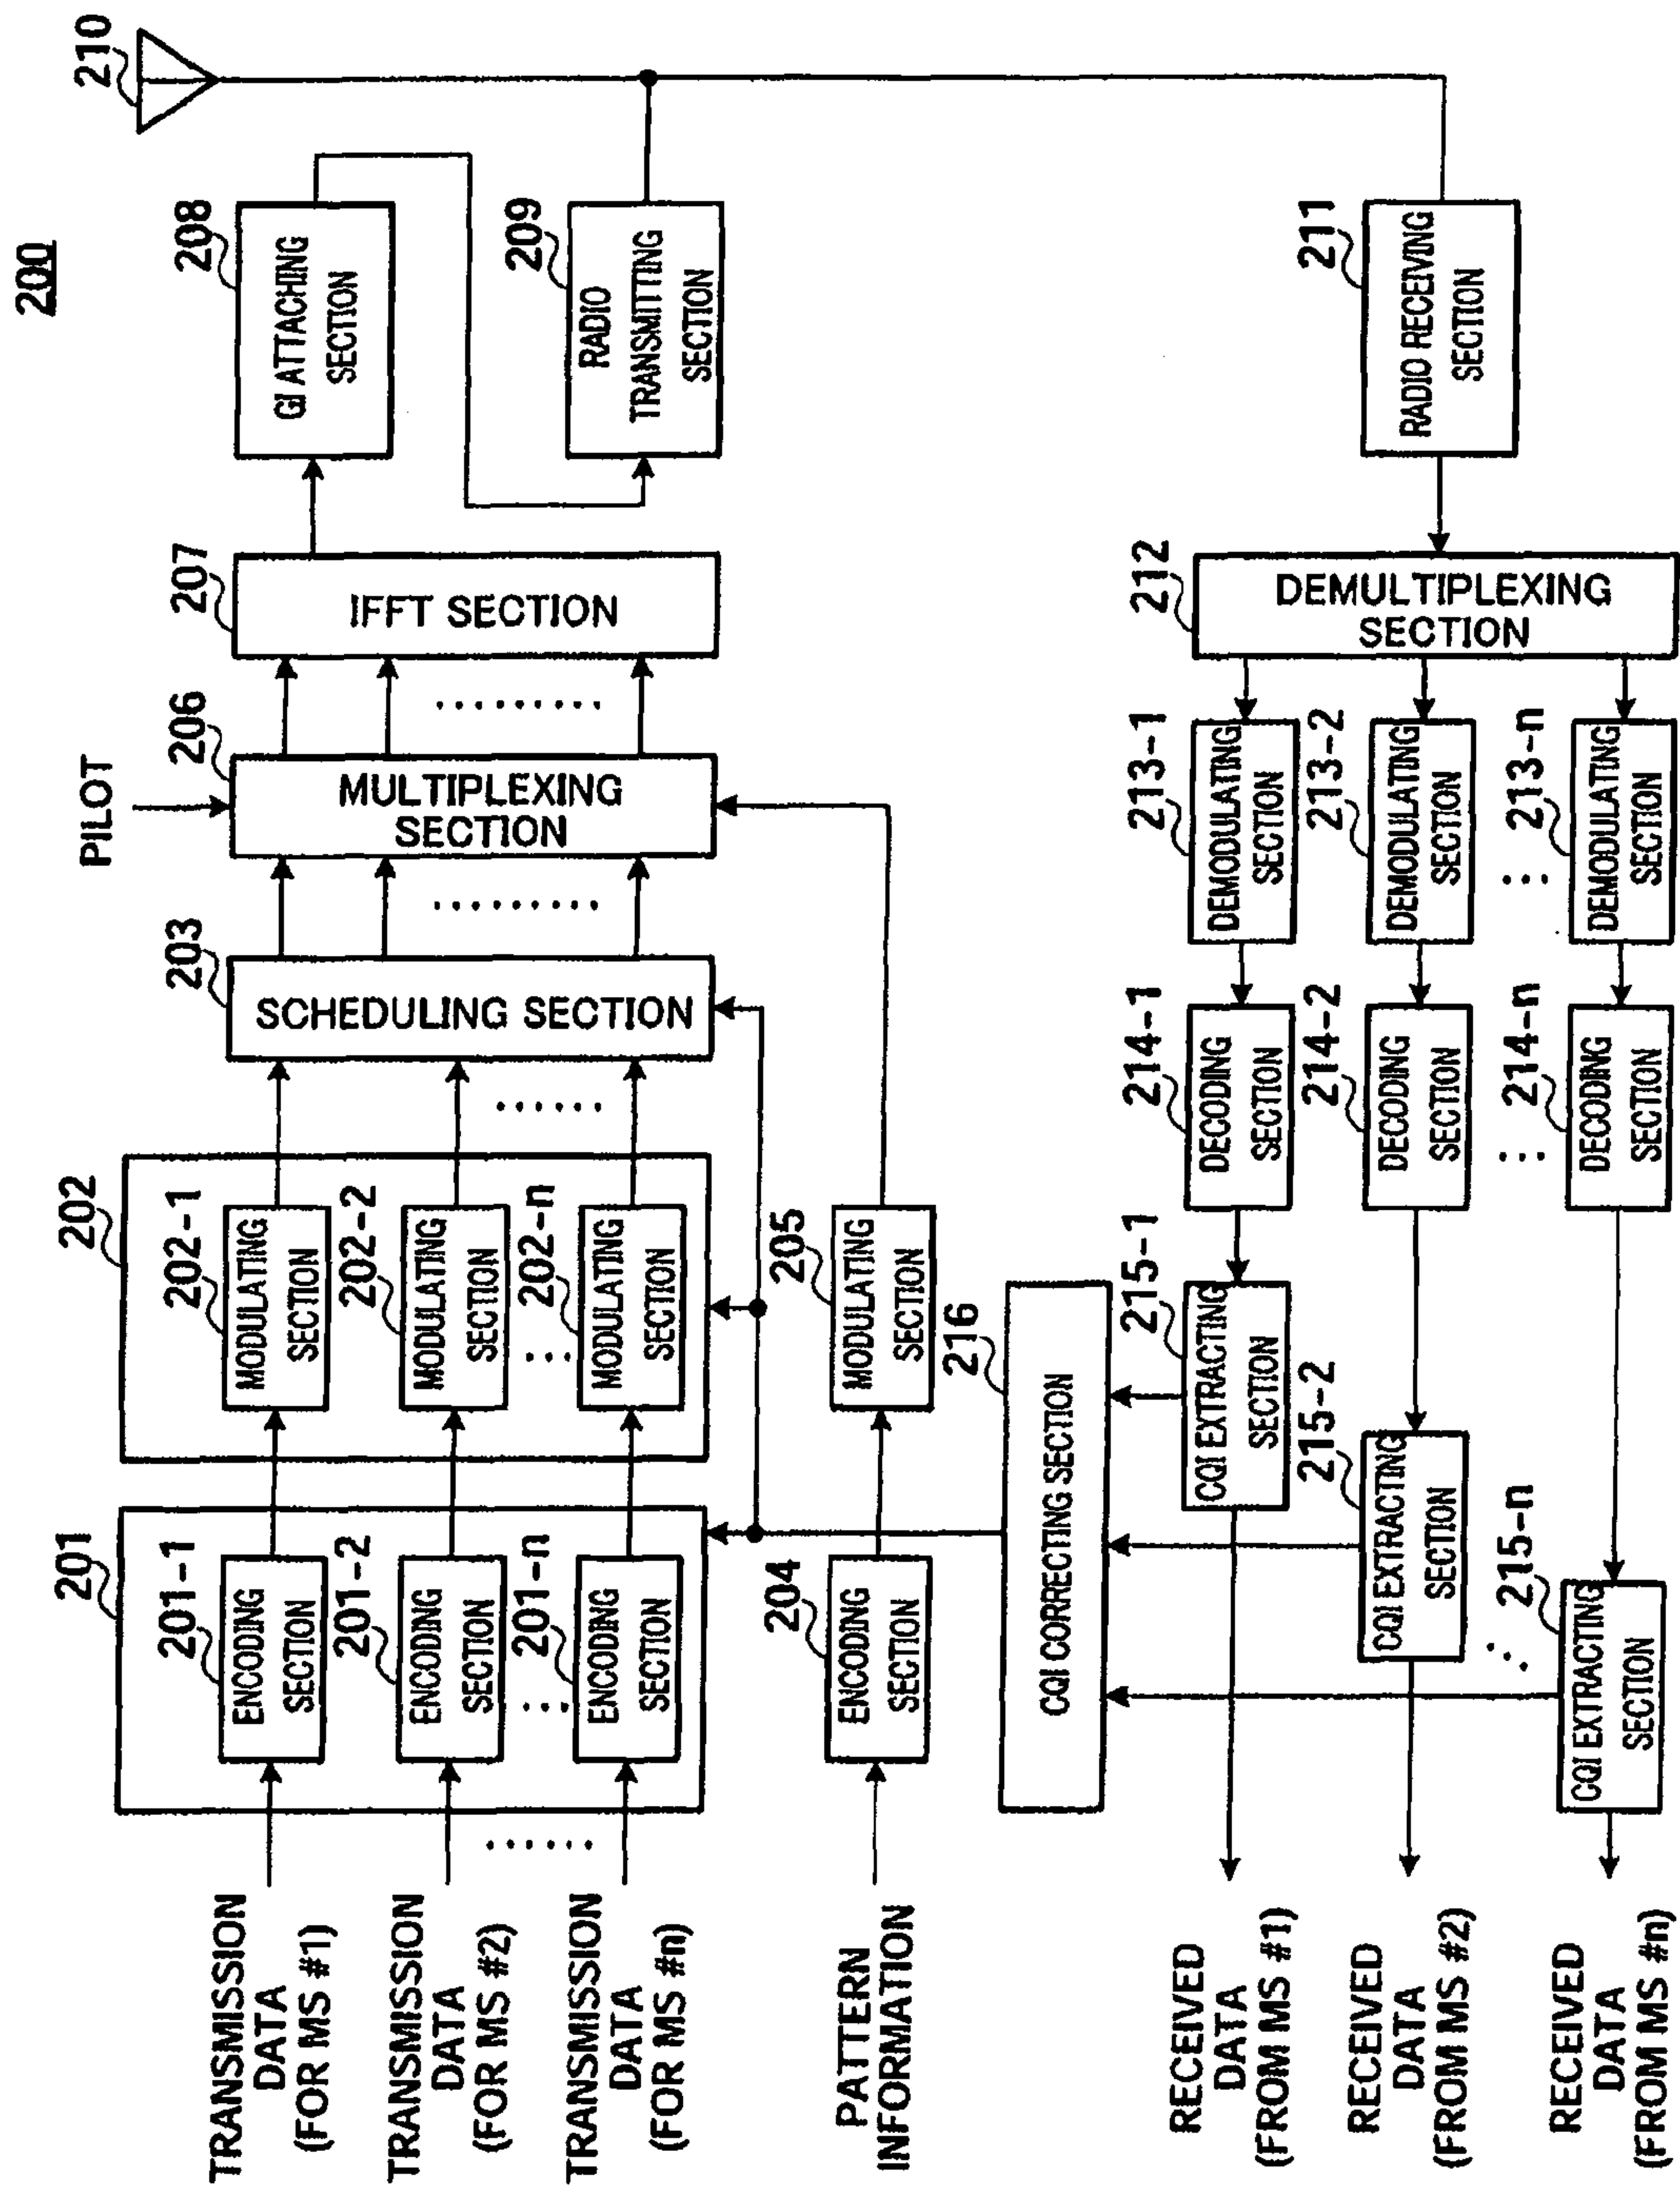 200
210
208
GI ATTACHING
SECTION
209
RADIO
TRANSMITTING
SECTION
207
IFFT SECTION
PILOT
206
MULTIPLEXING
SECTION
203
SCHEDULING SECTION
202
202-1
MODULATING
SECTION
202-2
MODULATING
SECTION
202-n
MODULATING
SECTION
201
201-1
ENCODING
SECTION
201-2
ENCODING
SECTION
201-n
ENCODING
SECTION
TRANSMISSION
DATA
(FOR MS #1)
TRANSMISSION
DATA
(FOR MS #2)
TRANSMISSION
DATA
(FOR MS #n)
205
MODULATING
SECTION
204
ENCODING
SECTION
PATTERN
INFORMATION
216
CQI CORRECTING SECTION
211
RADIO RECEIVING
SECTION
212
DEMULTIPLEXING
SECTION
213-1
DEMODULATING
SECTION
213-2
DEMODULATING
SECTION
213-n
DEMODULATING
SECTION
214-1
DECODING
SECTION
214-2
DECODING
SECTION
214-n
DECODING
SECTION
215-1
CQI EXTRACTING
SECTION
215-2
CQI EXTRACTING
SECTION
215-n
CQI EXTRACTING
SECTION
RECEIVED
DATA
(FROM MS #1)
RECEIVED
DATA
(FROM MS #2)
RECEIVED
DATA
(FROM MS #n)